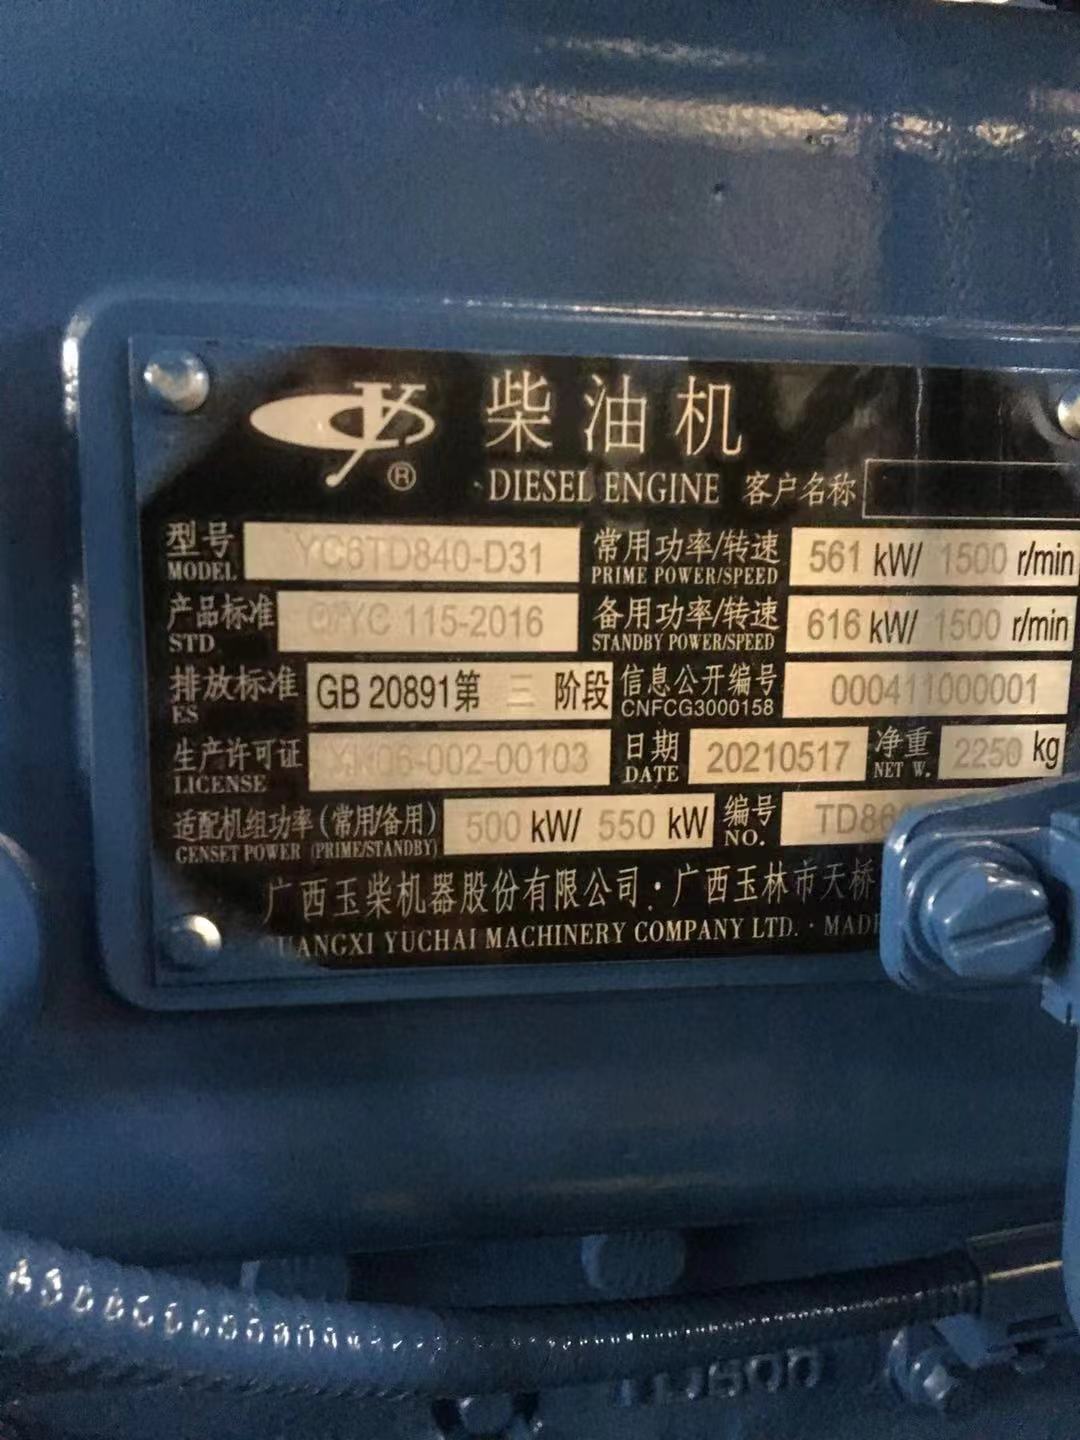 柴油机
DIESEL ENGINE 客户名称
型号 YC6TD840-D31 常用功率/转速 561 kW/ 1500 r/min
MODEL PRIME POWER/SPEED
产品标准 Q/YC 115-2016 备用功率/转速 616 kW/ 1500 r/min
STD STANDBY POWER/SPEED
排放标准 GB 20891第 三 阶段 信息公开编号 000411000001
ES CNFCG3000158
生产许可证 XK06-002-00103 日期 20210517 净重 2250 kg
LICENSE DATE NET W.
适配机组功率(常用/备用) 500 kW/ 550 kW 编号
GENSET POWER (PRIME/STANDBY) NO.
广西玉柴机器股份有限公司·广西玉林市天桥
GUANGXI YUCHAI MACHINERY COMPANY LTD. ·